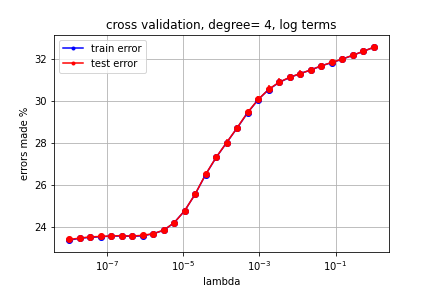 cross validation, degree= 4, log terms
train error
test error
errors made %
32
30
28
26
24
10⁻⁷
10⁻⁵
10⁻³
10⁻¹
lambda